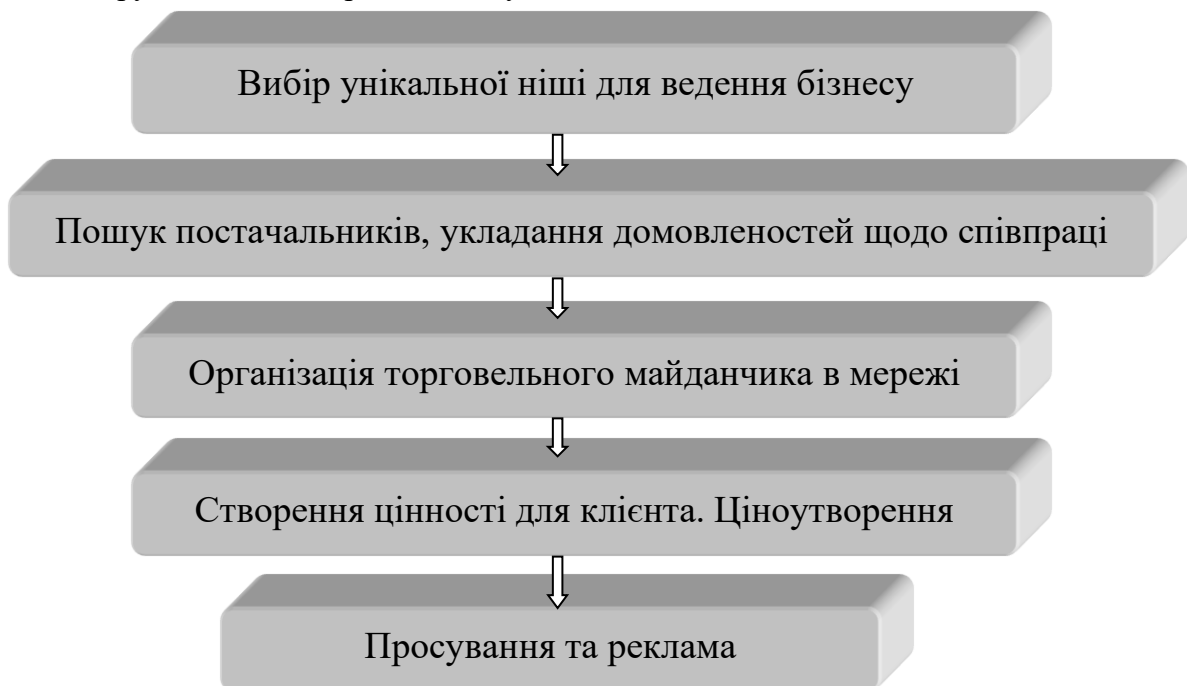 Вибір унікальної ніші для ведення бізнесу
Пошук постачальників, укладання домовленостей щодо співпраці
Організація торговельного майданчика в мережі
Створення цінності для клієнта. Ціноутворення
Просування та реклама